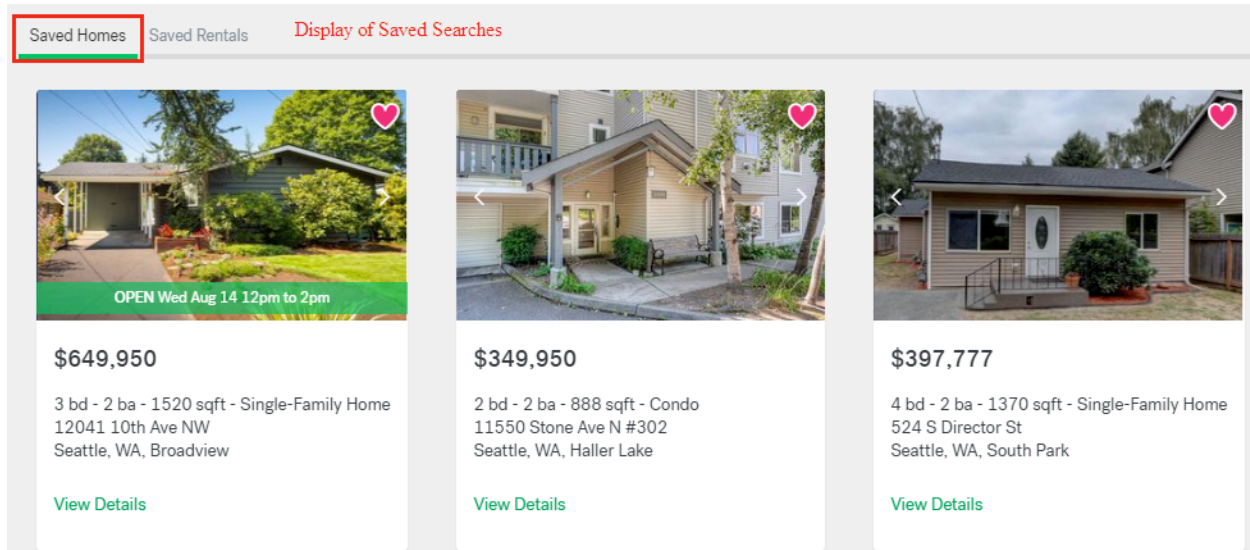 Saved Homes
Saved Rentals
Display of Saved Searches
OPEN Wed Aug 14 12pm to 2pm
$649,950
3 bd - 2 ba - 1520 sqft - Single-Family Home
12041 10th Ave NW
Seattle, WA, Broadview
View Details
$349,950
2 bd - 2 ba - 888 sqft - Condo
11550 Stone Ave N #302
Seattle, WA, Haller Lake
View Details
$397,777
4 bd - 2 ba - 1370 sqft - Single-Family Home
524 S Director St
Seattle, WA, South Park
View Details